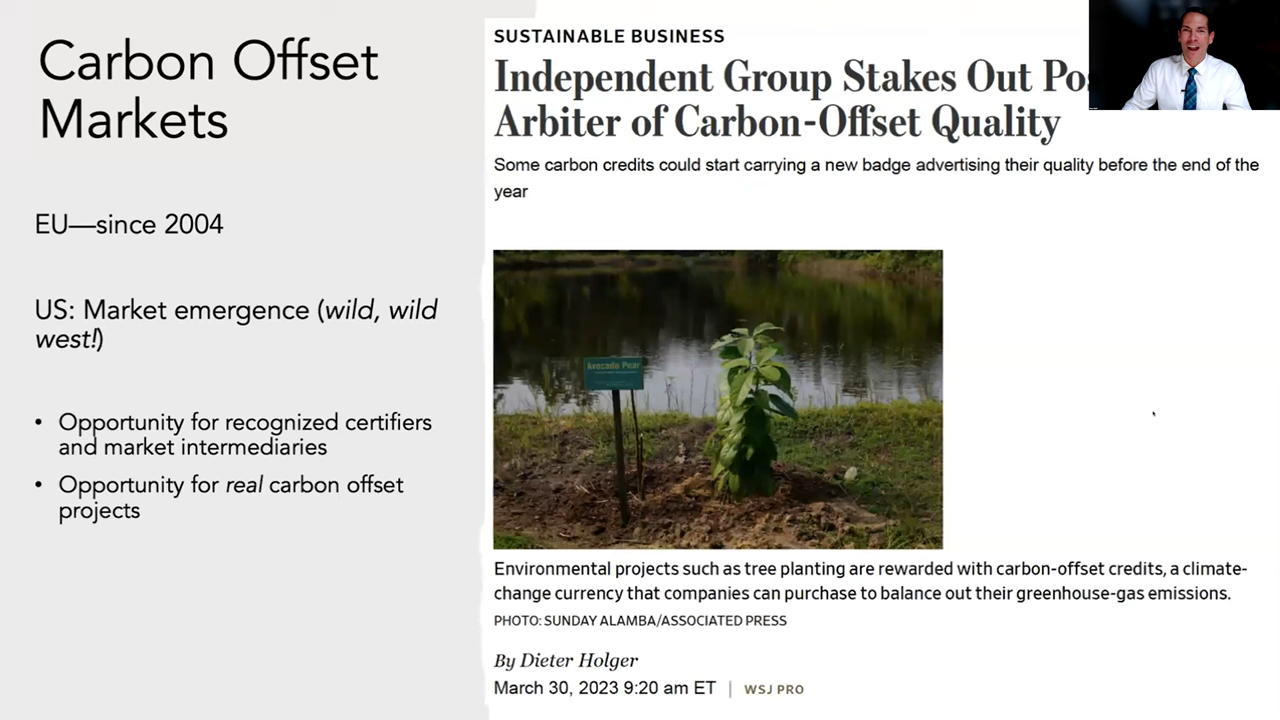 Carbon Offset
Markets
EU—since 2004
US: Market emergence (wild, wild
west!)
• Opportunity for recognized certifiers
and market intermediaries
• Opportunity for real carbon offset
projects
SUSTAINABLE BUSINESS
Independent Group Stakes Out
Arbiter of Carbon-Offset Quality
Some carbon credits could start carrying a new badge advertising their quality before the end of the
year
Avocado Pear
Environmental projects such as tree planting are rewarded with carbon-offset credits, a climate-
change currency that companies can purchase to balance out their greenhouse-gas emissions.
PHOTO: SUNDAY ALAMBA/ASSOCIATED PRESS
By Dieter Holger
March 30, 2023 9:20 am ET | WSJ PRO